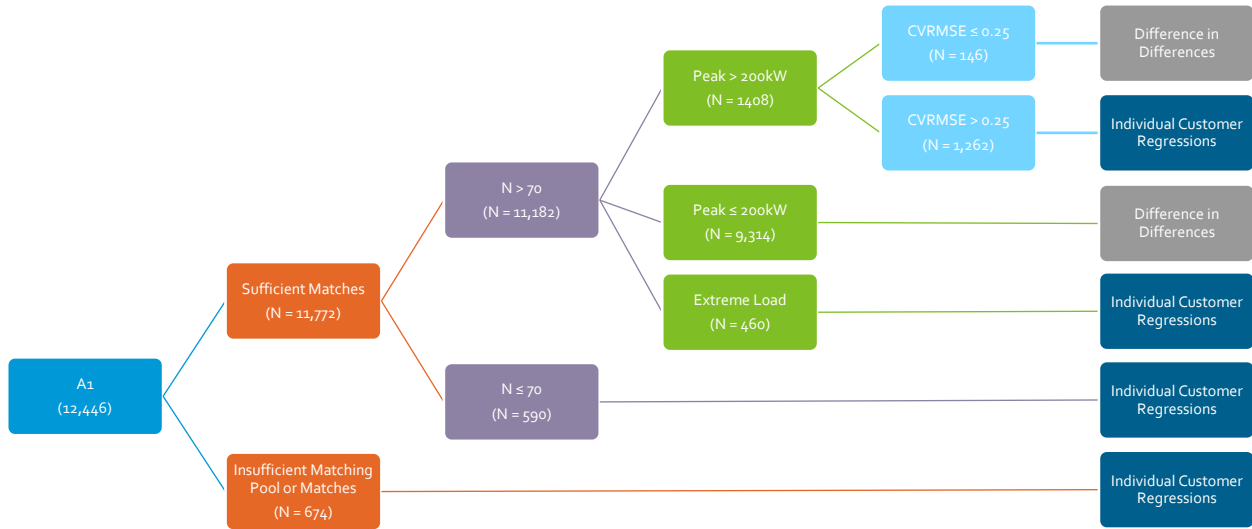 A1
(12,446)
Sufficient Matches
(N = 11,772)
Insufficient Matching
Pool or Matches
(N = 674)
N > 70
(N = 11,182)
N ≤ 70
(N = 590)
Peak > 200kW
(N = 1408)
Peak ≤ 200kW
(N = 9,314)
Extreme Load
(N = 460)
CVRMSE ≤ 0.25
(N = 146)
CVRMSE > 0.25
(N = 1,262)
Difference in
Differences
Individual Customer
Regressions
Difference in
Differences
Individual Customer
Regressions
Individual Customer
Regressions
Individual Customer
Regressions